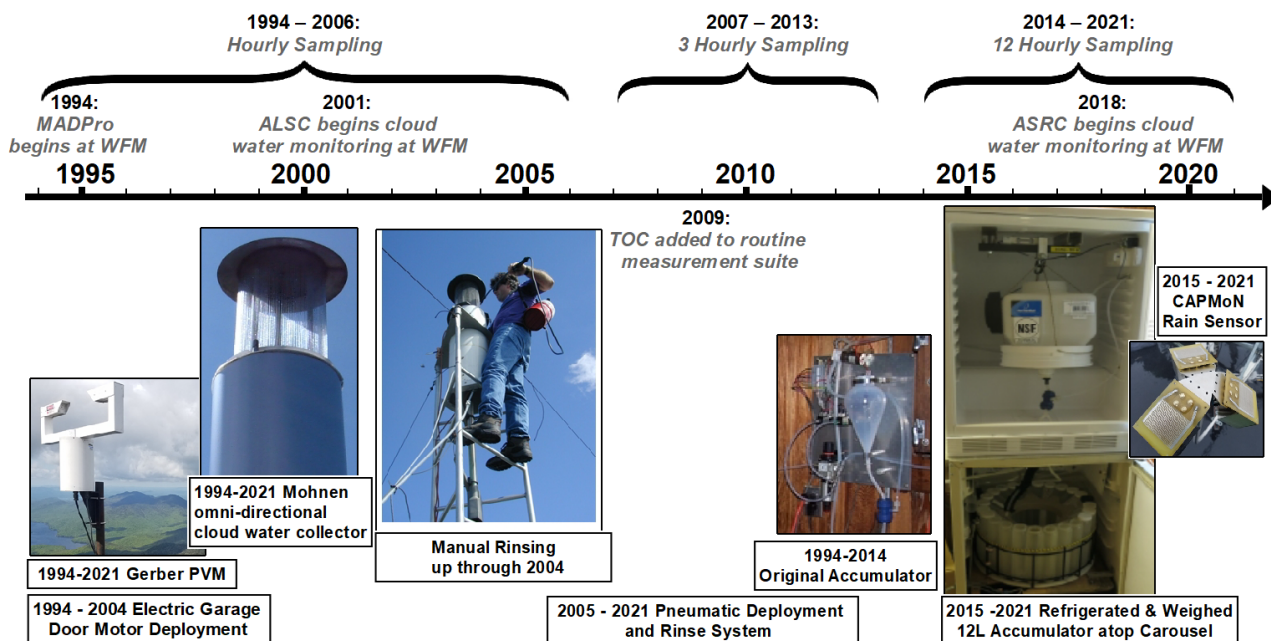 1994 – 2006:
Hourly Sampling
2007 – 2013:
3 Hourly Sampling
2014 – 2021:
12 Hourly Sampling
1994:
MADPro
begins at WFM
2001:
ALSC begins cloud
water monitoring at WFM
2018:
ASRC begins cloud
water monitoring at WFM
1995
2000
2005
2010
2015
2020
2009:
TOC added to routine
measurement suite
NSF
2015 - 2021
CAPMoN
Rain Sensor
1994-2021 Mohnen
omni-directional
cloud water collector
Manual Rinsing
up through 2004
1994-2014
Original Accumulator
1994-2021 Gerber PVM
1994 - 2004 Electric Garage
Door Motor Deployment
2005 - 2021 Pneumatic Deployment
and Rinse System
2015 -2021 Refrigerated & Weighed
12L Accumulator atop Carousel